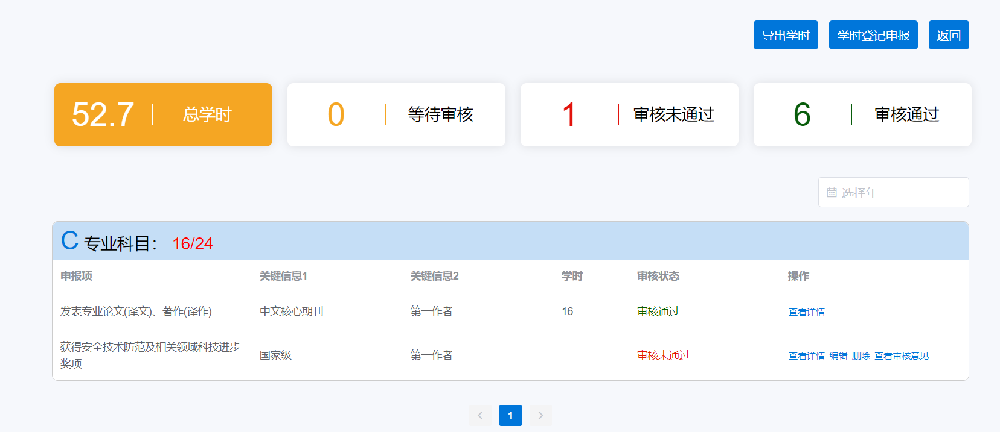 导出学时 学时登记申报 返回
52.7 总学时 0 等待审核 1 审核未通过 6 审核通过
选择年
C 专业科目： 16/24
申报项 关键信息1 关键信息2 学时 审核状态 操作
发表专业论文(译文)、著作(译作) 中文核心期刊 第一作者 16 审核通过 查看详情
获得安全技术防范及相关领域科技进步
奖项 国家级 第一作者 审核未通过 查看详情 编辑 删除 查看审核意见
1